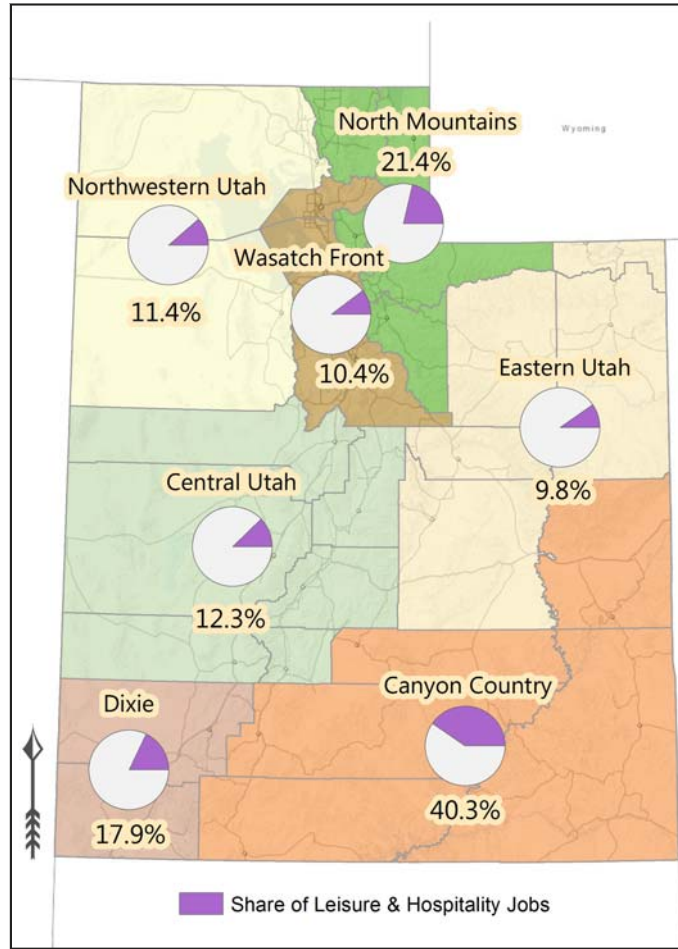 North Mountains
21.4%
Wyoming
Northwestern Utah
11.4%
Wasatch Front
10.4%
Eastern Utah
9.8%
Central Utah
12.3%
Canyon Country
40.3%
Dixie
17.9%
Share of Leisure & Hospitality Jobs